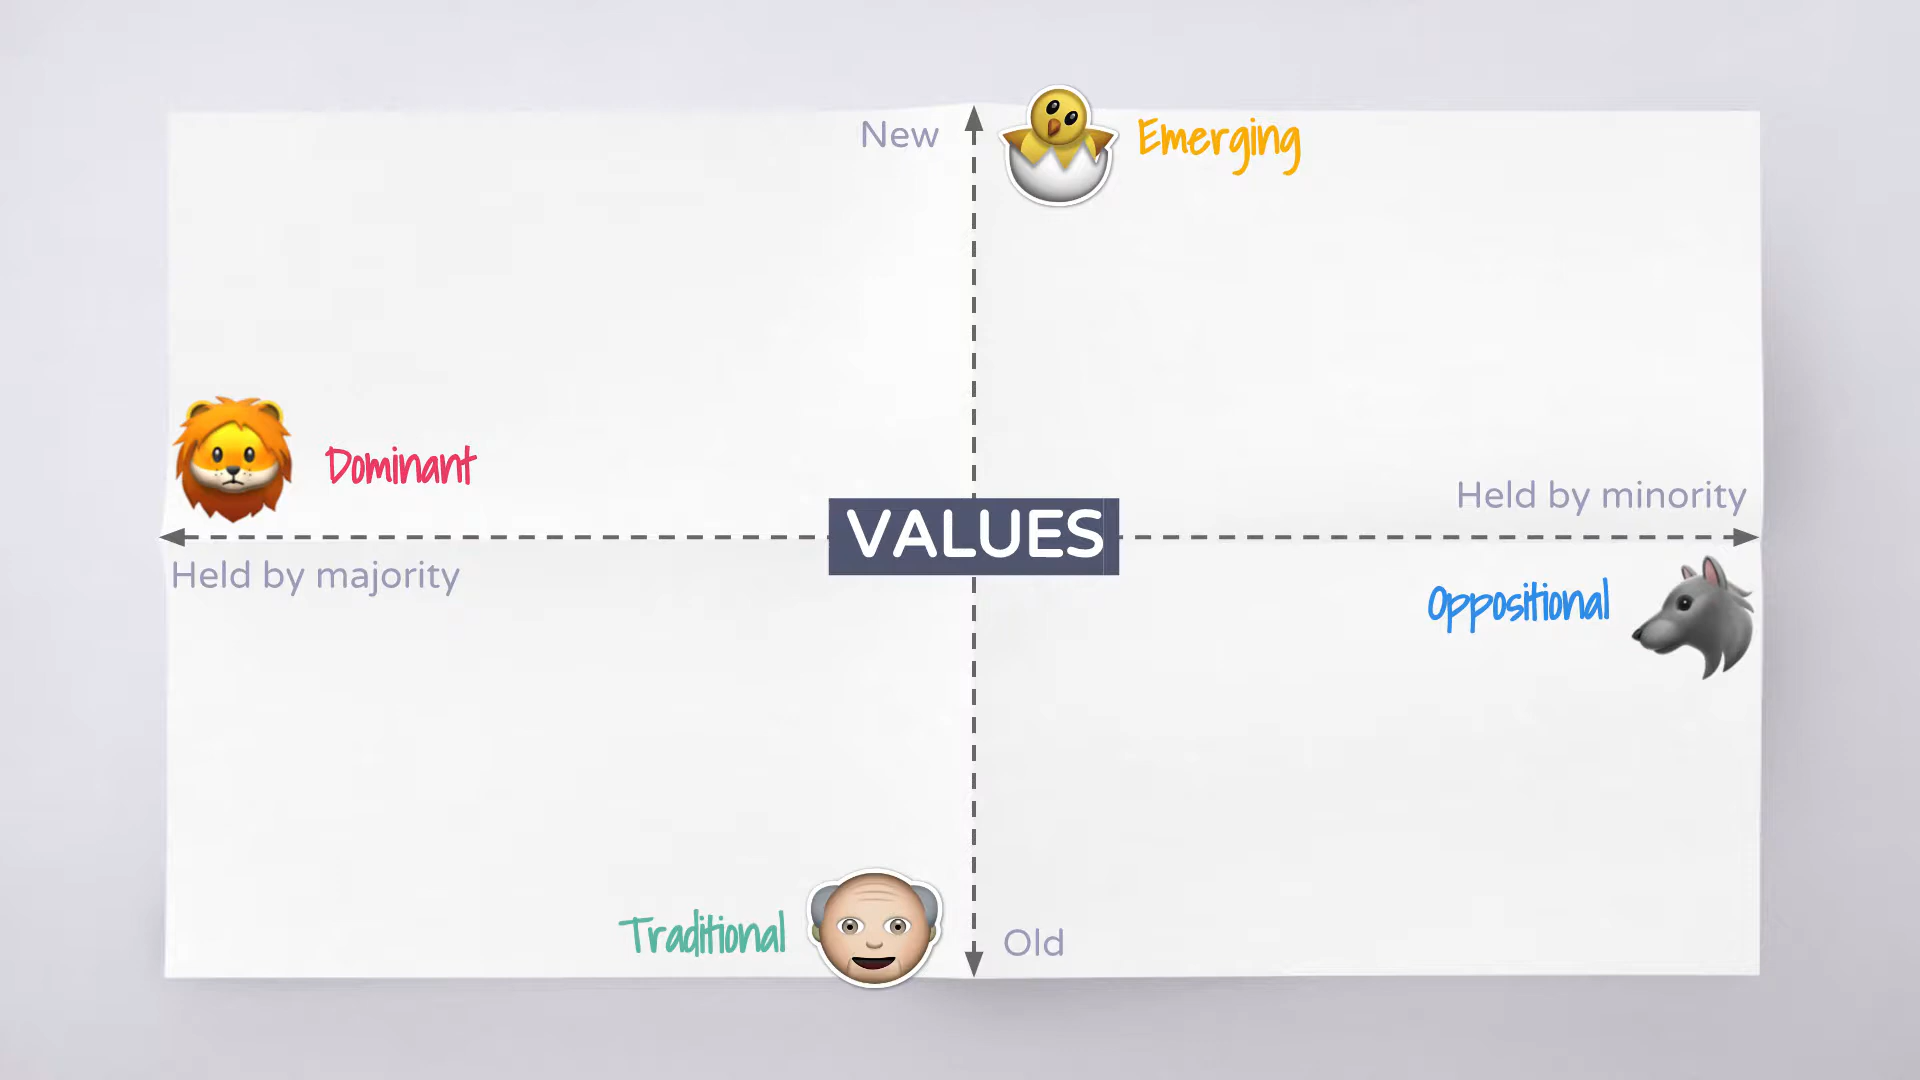 New
Emerging
Dominant
Held by minority
VALUES
Held by majority
Oppositional
Traditional
Old